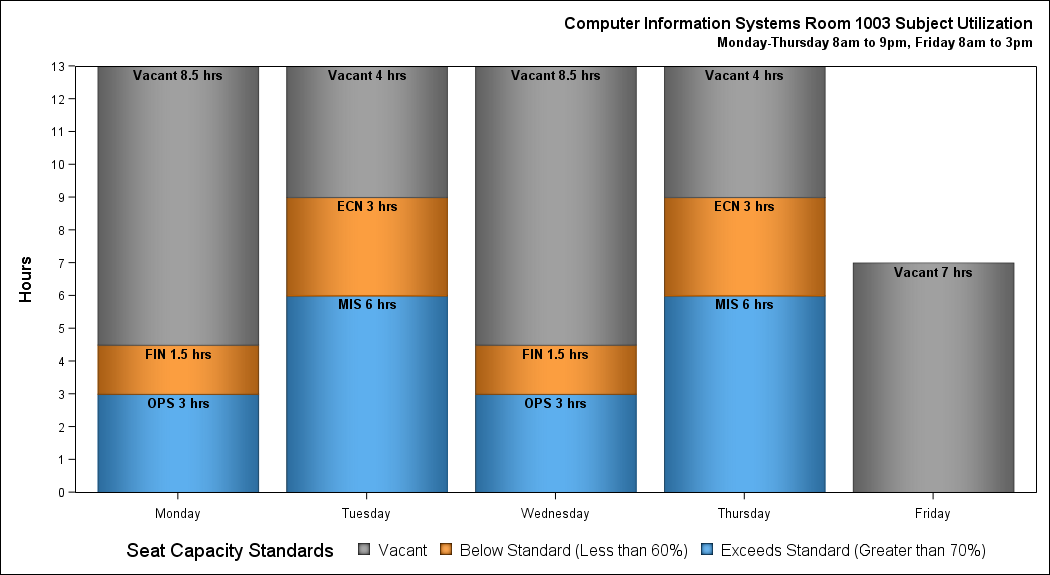 Computer Information Systems Room 1003 Subject Utilization
Monday-Thursday 8am to 9pm, Friday 8am to 3pm
Hours
13
12
11
10
9
8
7
6
5
4
3
2
1
0
Vacant 8.5 hrs
FIN 1.5 hrs
OPS 3 hrs
Vacant 4 hrs
ECN 3 hrs
MIS 6 hrs
Vacant 8.5 hrs
FIN 1.5 hrs
OPS 3 hrs
Vacant 4 hrs
ECN 3 hrs
MIS 6 hrs
Vacant 7 hrs
Monday Tuesday Wednesday Thursday Friday
Seat Capacity Standards Vacant Below Standard (Less than 60%) Exceeds Standard (Greater than 70%)